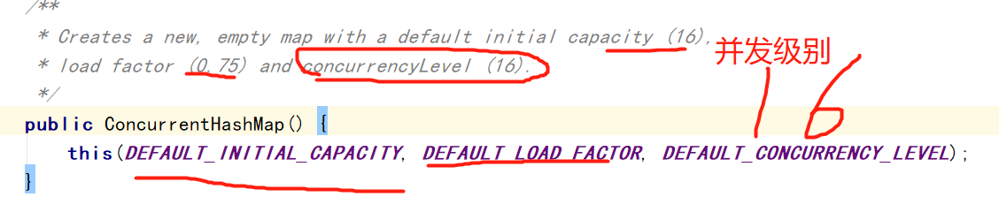 /**
* Creates a new, empty map with a default initial capacity (16),
* load factor (0.75) and concurrencyLevel (16).
并发级别
*/
16
public ConcurrentHashMap() {
this(DEFAULT_INITIAL_CAPACITY, DEFAULT_LOAD_FACTOR, DEFAULT_CONCURRENCY_LEVEL);
}